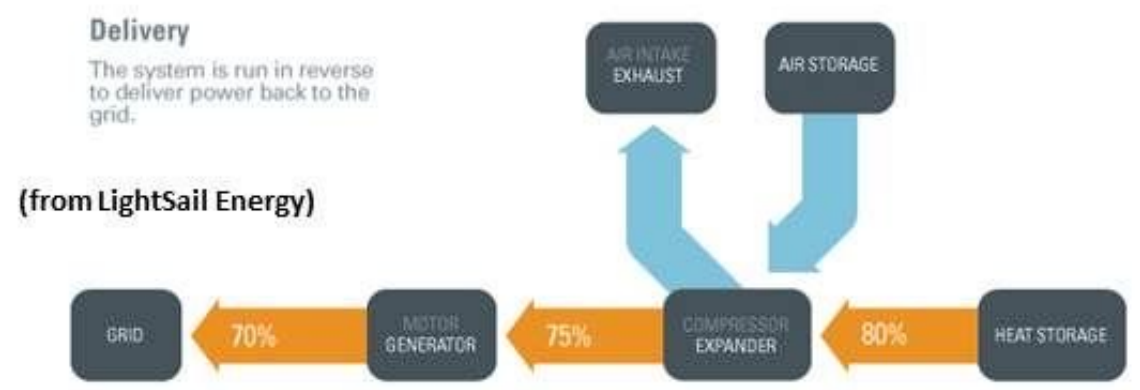 Delivery
The system is run in reverse
to deliver power back to the
grid.
(from LightSail Energy)
AIR INTAKE
EXHAUST
AIR STORAGE
GRID
70%
MOTOR
GENERATOR
75%
COMPRESSOR
EXPANDER
80%
HEAT STORAGE